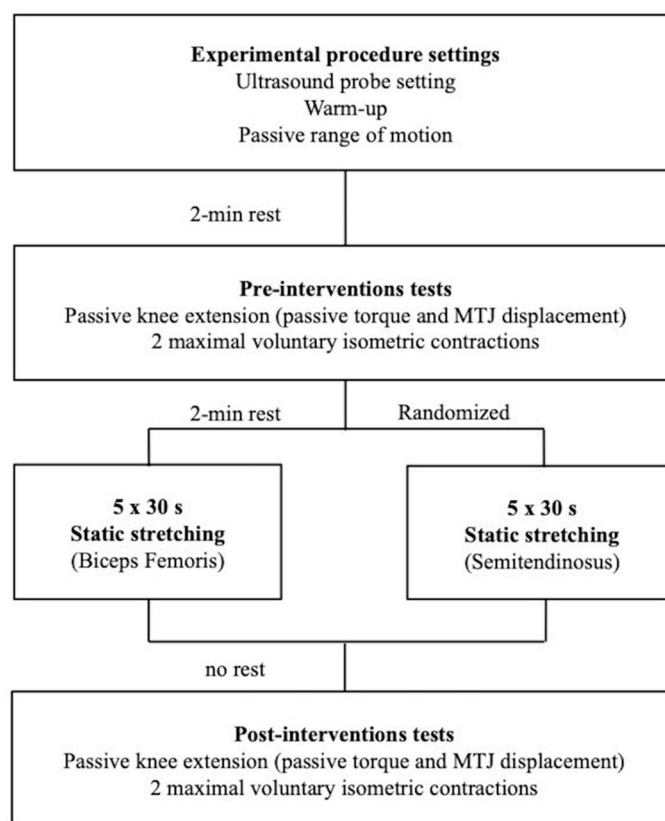 Experimental procedure settings
Ultrasound probe setting
Warm-up
Passive range of motion
2-min rest
Pre-interventions tests
Passive knee extension (passive torque and MTJ displacement)
2 maximal voluntary isometric contractions
2-min rest
Randomized
5 x 30 s
Static stretching
(Biceps Femoris)
5 x 30 s
Static stretching
(Semitendinosus)
no rest
Post-interventions tests
Passive knee extension (passive torque and MTJ displacement)
2 maximal voluntary isometric contractions